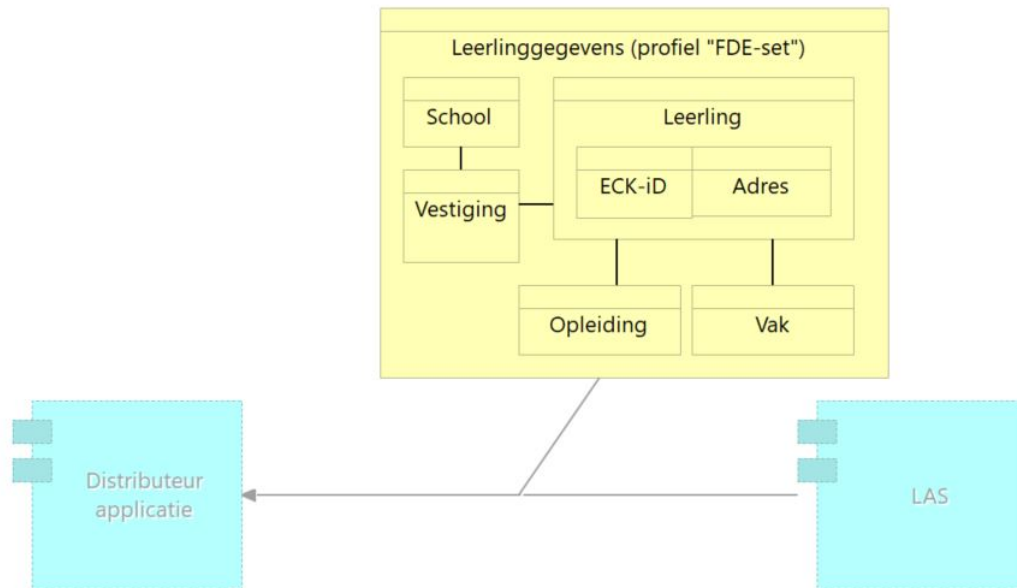 Leerlinggegevens (profiel "FDE-set")
School
Leerling
ECK-iD
Adres
Vestiging
Opleiding
Vak
Distributeur
applicatie
LAS